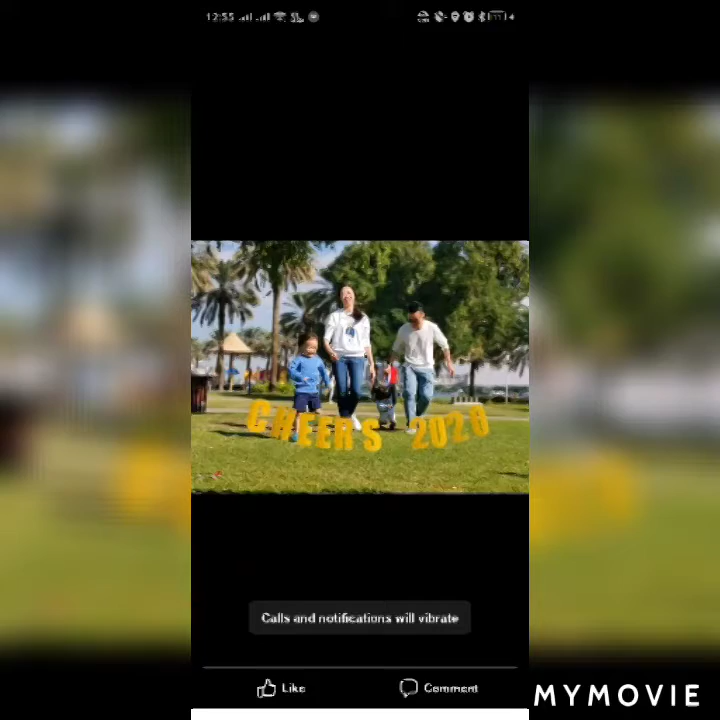 12:55
CHEERS 2020
Calls and notifications will vibrate
Like Comment
MYMOVIE